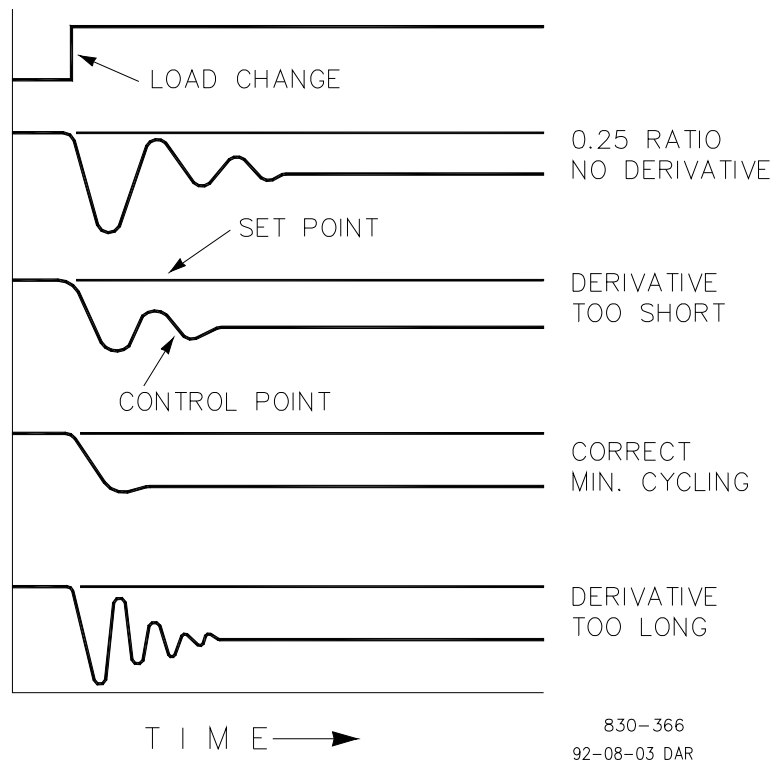 LOAD CHANGE
0.25 RATIO
NO DERIVATIVE
SET POINT
DERIVATIVE
TOO SHORT
CONTROL POINT
CORRECT
MIN. CYCLING
DERIVATIVE
TOO LONG
TIME
830-366
92-08-03 DAR